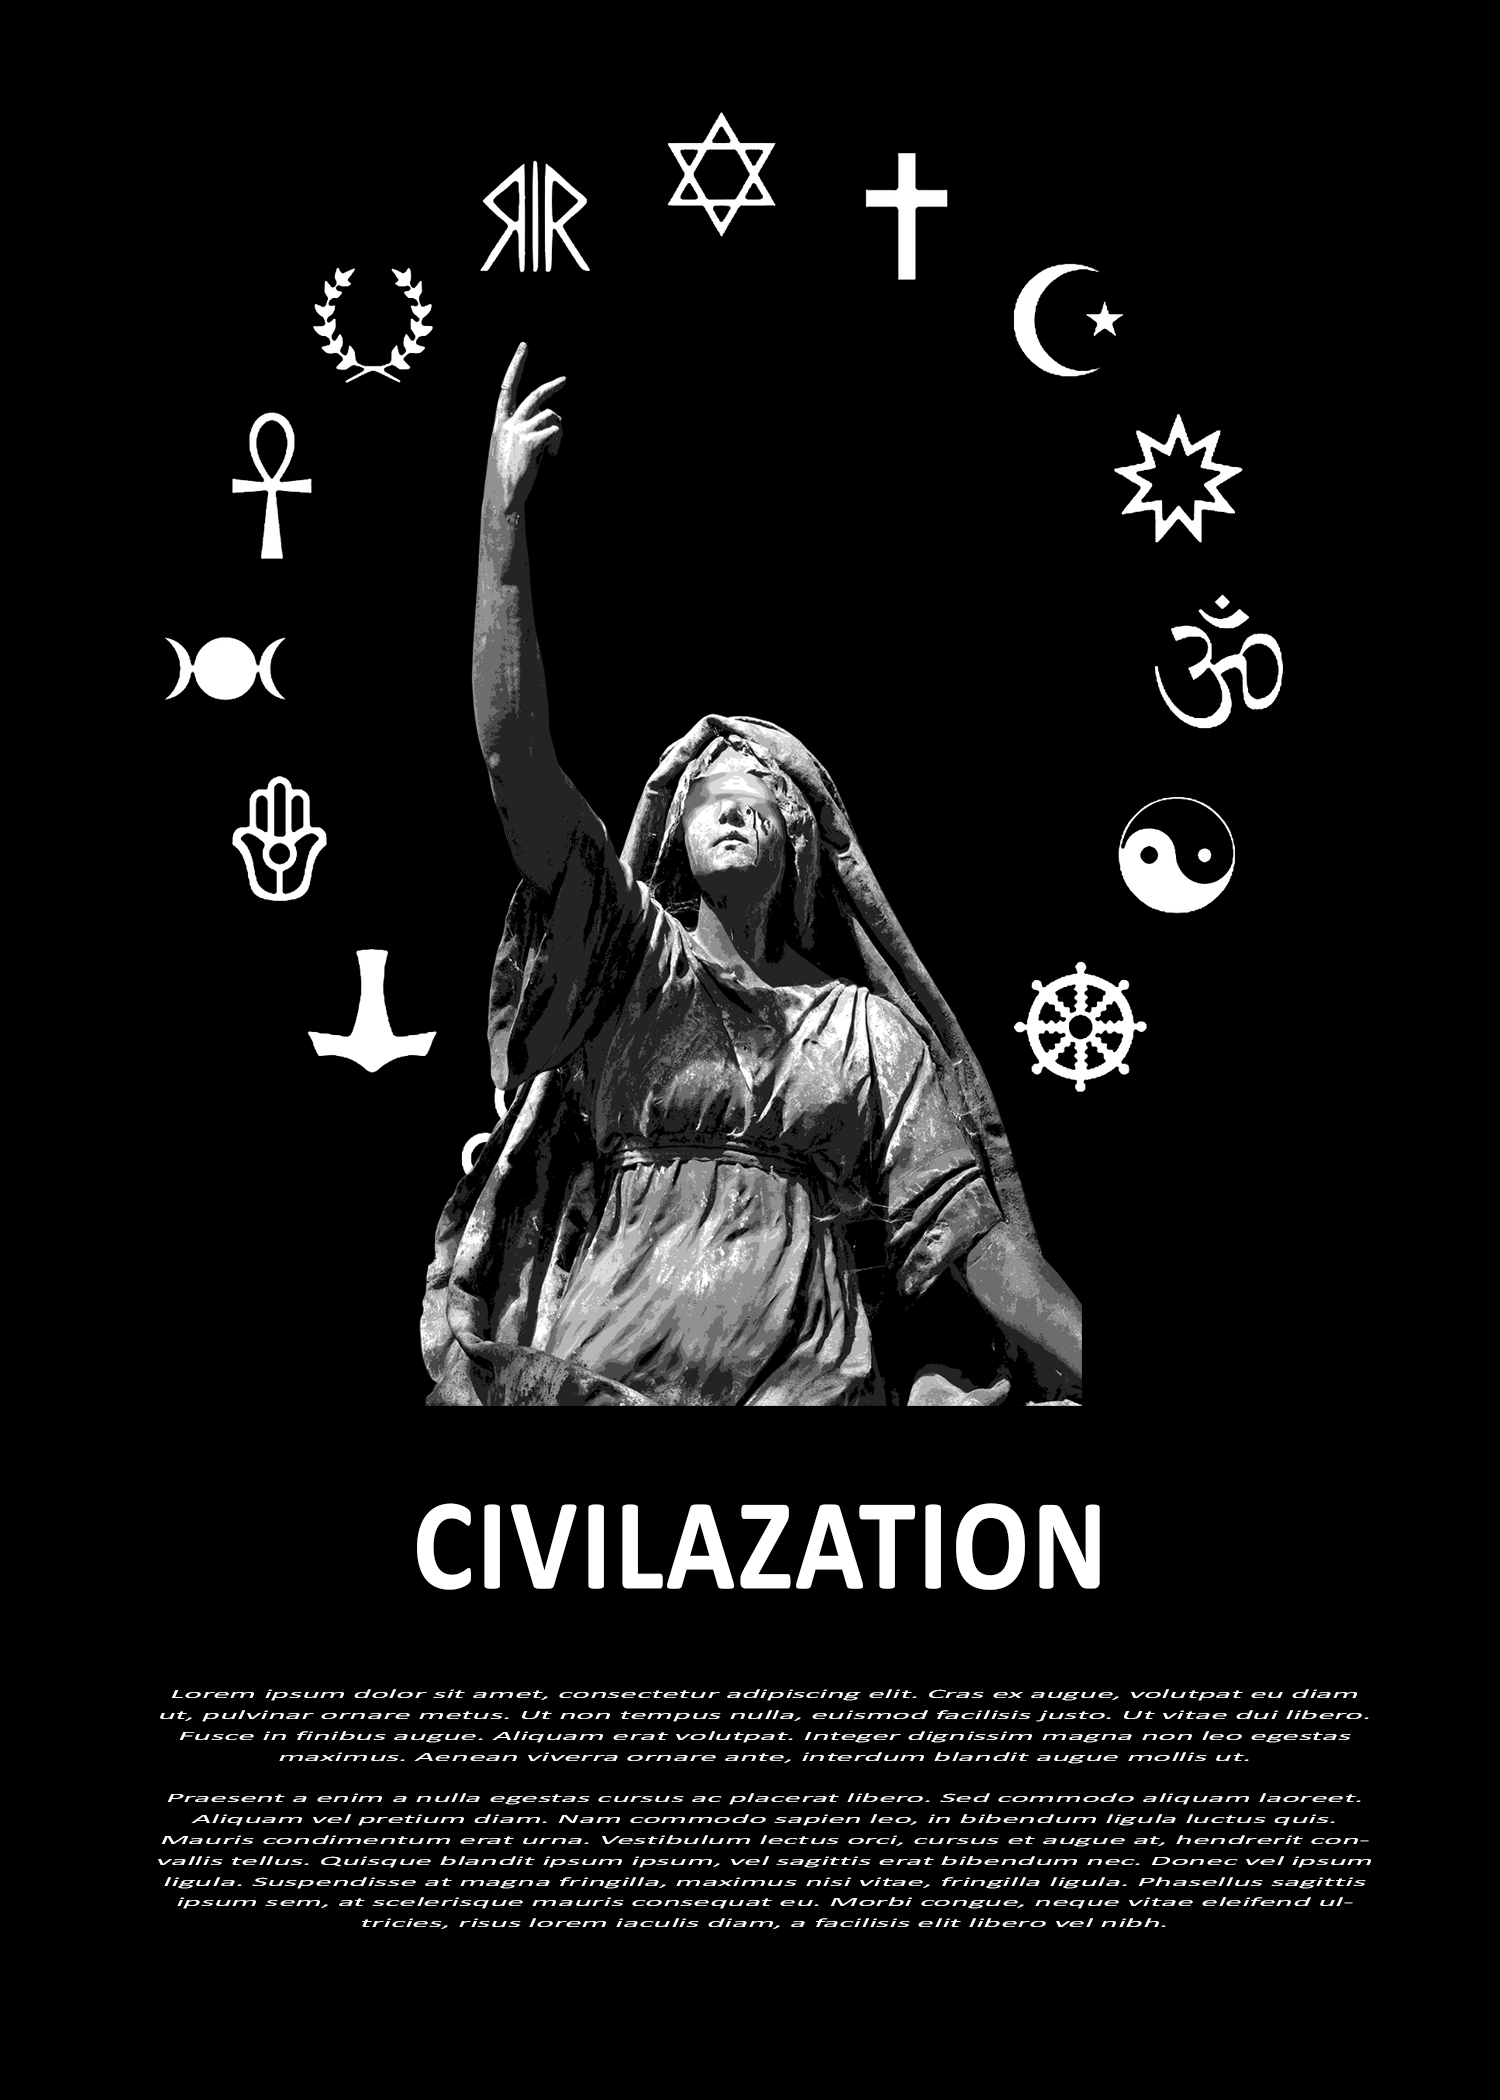 CIVILAZATION
Lorem ipsum dolor sit amet, consectetur adipiscing elit. Cras ex augue, volutpat eu diam
ut, pulvinar ornare metus. Ut non tempus nulla, euismod facilisis justo. Ut vitae dui libero.
Fusce in finibus augue. Aliquam erat volutpat. Integer dignissim magna non leo egestas
maximus. Aenean viverra ornare ante, interdum blandit augue mollis ut.
Praesent a enim a nulla egestas cursus ac placerat libero. Sed commodo aliquam laoreet.
Aliquam vel pretium diam. Nam commodo sapien leo, in bibendum ligula luctus quis.
Mauris condimentum erat urna. Vestibulum lectus orci, cursus et augue at, hendrerit con-
vallis tellus. Quisque blandit ipsum ipsum, vel sagittis erat bibendum nec. Donec vel ipsum
ligula. Suspendisse at magna fringilla, maximus nisi vitae, fringilla ligula. Phasellus sagittis
ipsum sem, at scelerisque mauris consequat eu. Morbi congue, neque vitae eleifend ul-
tricies, risus lorem iaculis diam, a facilisis elit libero vel nibh.